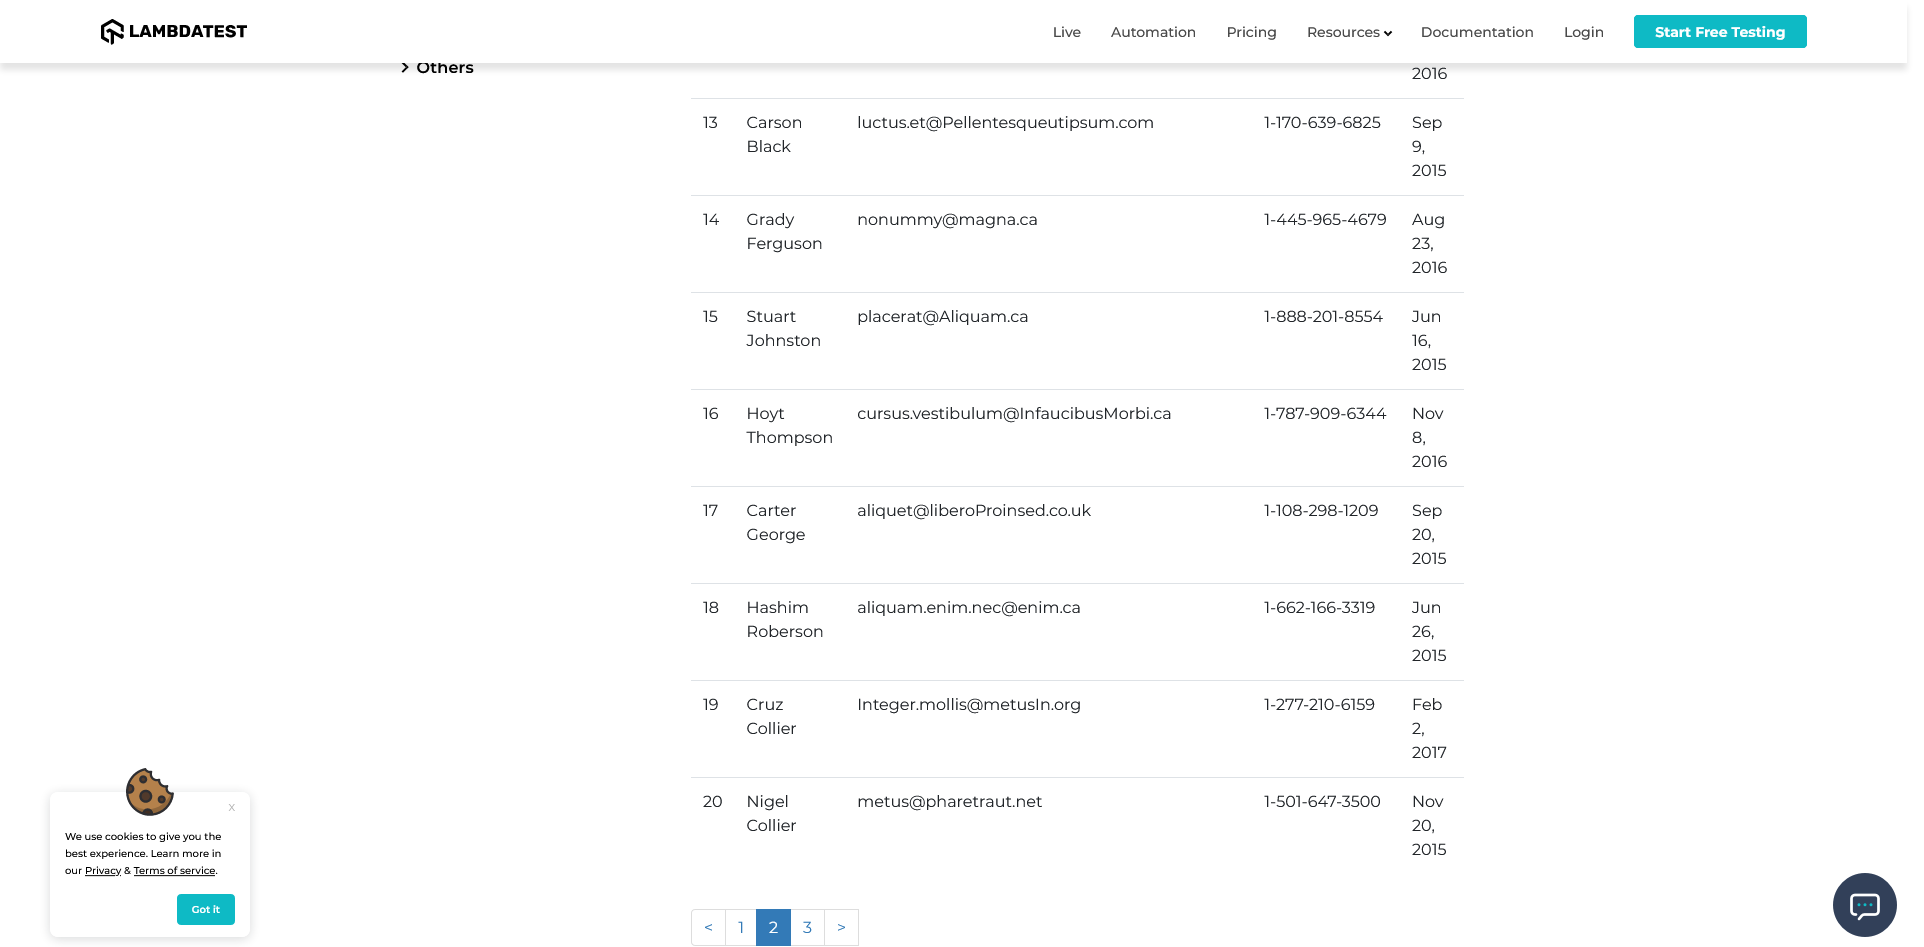 LAMBDATEST
Live Automation Pricing Resources Documentation Login Start Free Testing
Others
2016
13 Carson luctus.et@Pellentesqueutipsum.com 1-170-639-6825 Sep
Black 9,
2015
14 Grady nonummy@magna.ca 1-445-965-4679 Aug
Ferguson 23,
2016
15 Stuart placerat@Aliquam.ca 1-888-201-8554 Jun
Johnston 16,
2015
16 Hoyt cursus.vestibulum@InfaucibusMorbi.ca 1-787-909-6344 Nov
Thompson 8,
2016
17 Carter aliquet@liberoProinsed.co.uk 1-108-298-1209 Sep
George 20,
2015
18 Hashim aliquam.enim.nec@enim.ca 1-662-166-3319 Jun
Roberson 26,
2015
19 Cruz Integer.mollis@metusIn.org 1-277-210-6159 Feb
Collier 2,
2017
20 Nigel metus@pharetraut.net 1-501-647-3500 Nov
Collier 20,
2015
x
We use cookies to give you the
best experience. Learn more in
our Privacy & Terms of service.
Got it
< 1 2 3 >